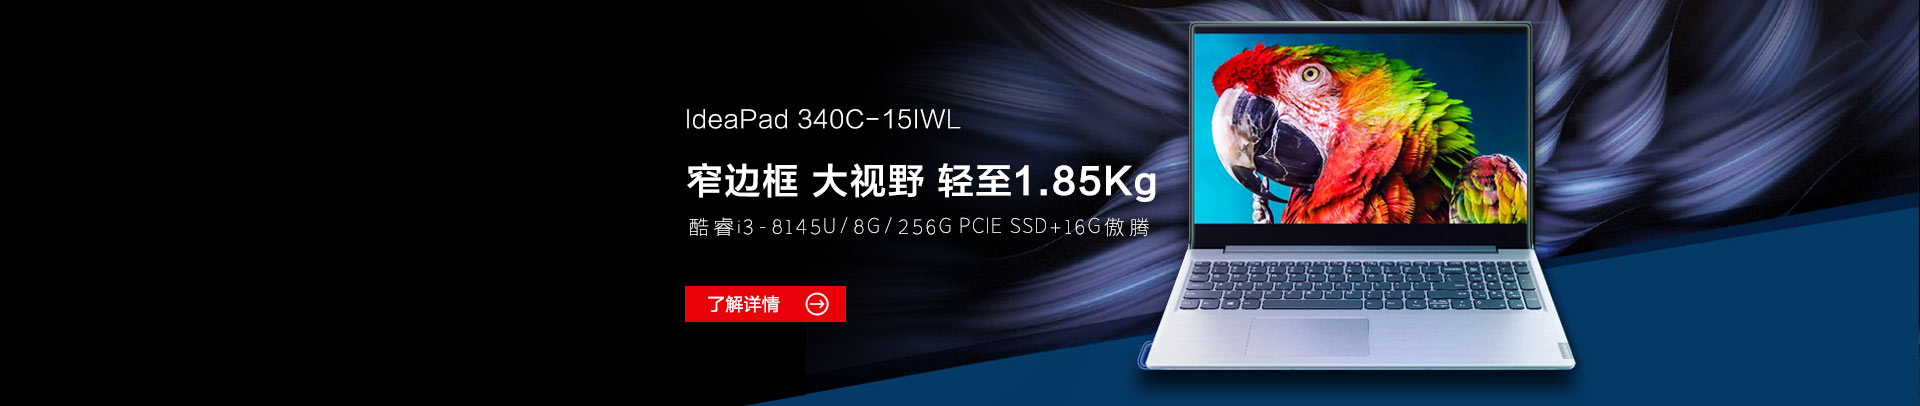 IdeaPad 340C-15IWL
窄边框 大视野 轻至1.85Kg
酷睿i3-8145U/8G/256G PCIE SSD+16G傲腾
了解详情